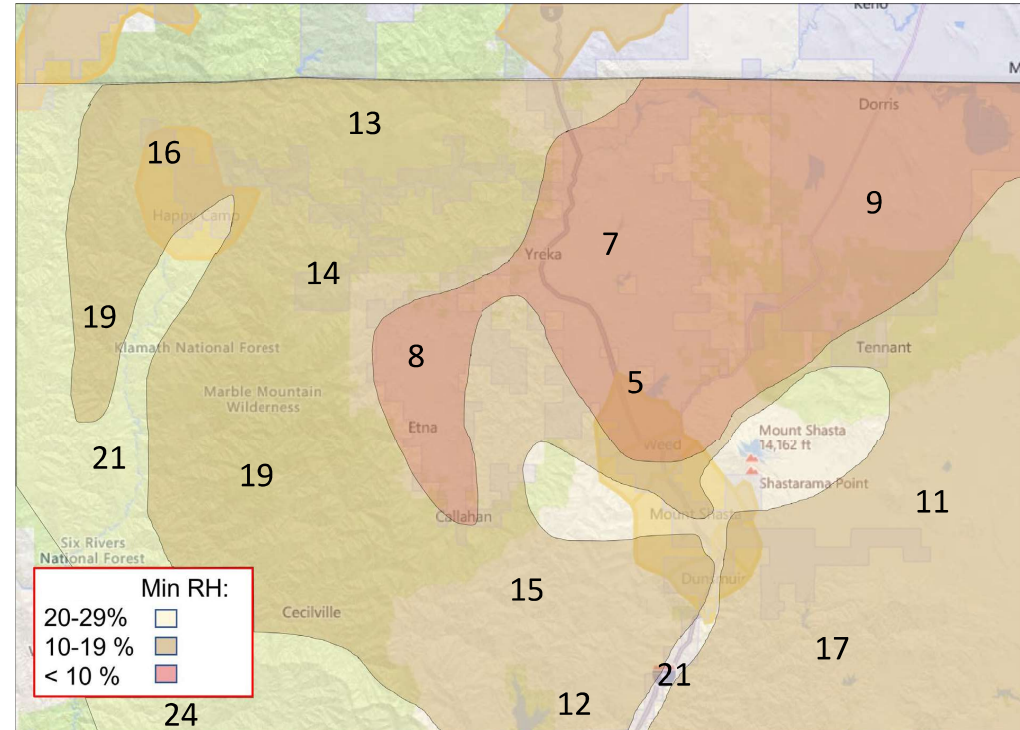 Keno
M
Dorris
13
16
9
Happy Camp
7
Yreka
14
19
Klamath National Forest
8
Tennant
5
Marble Mountain
Wilderness
Etna
Weed
Mount Shasta
14,162 ft
21
19
Shastarama Point
11
Callahan
Mount Shasta
Six Rivers
National Forest
Dunsmuir
15
Min RH:
20-29%
10-19 %
< 10 %
Cecilville
17
21
12
24